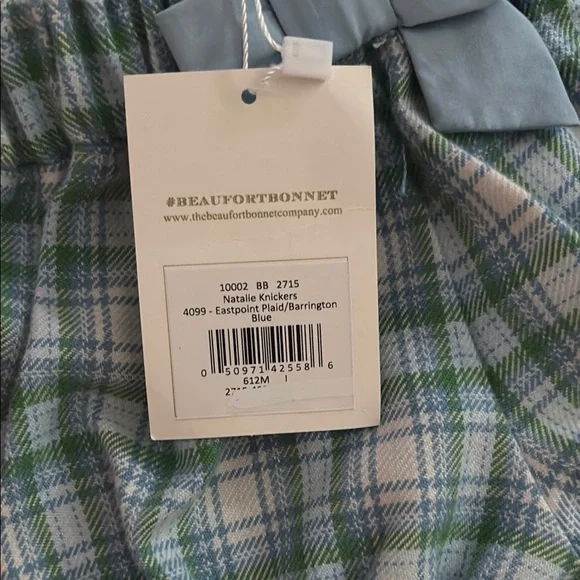 #BEAUFORTBONNET
www.thebeaufortbonnetcompany.com
10002 BB 2715
Natalie Knickers
4099 - Eastpoint Plaid/Barrington
Blue
0 50971 42558 6
612M I